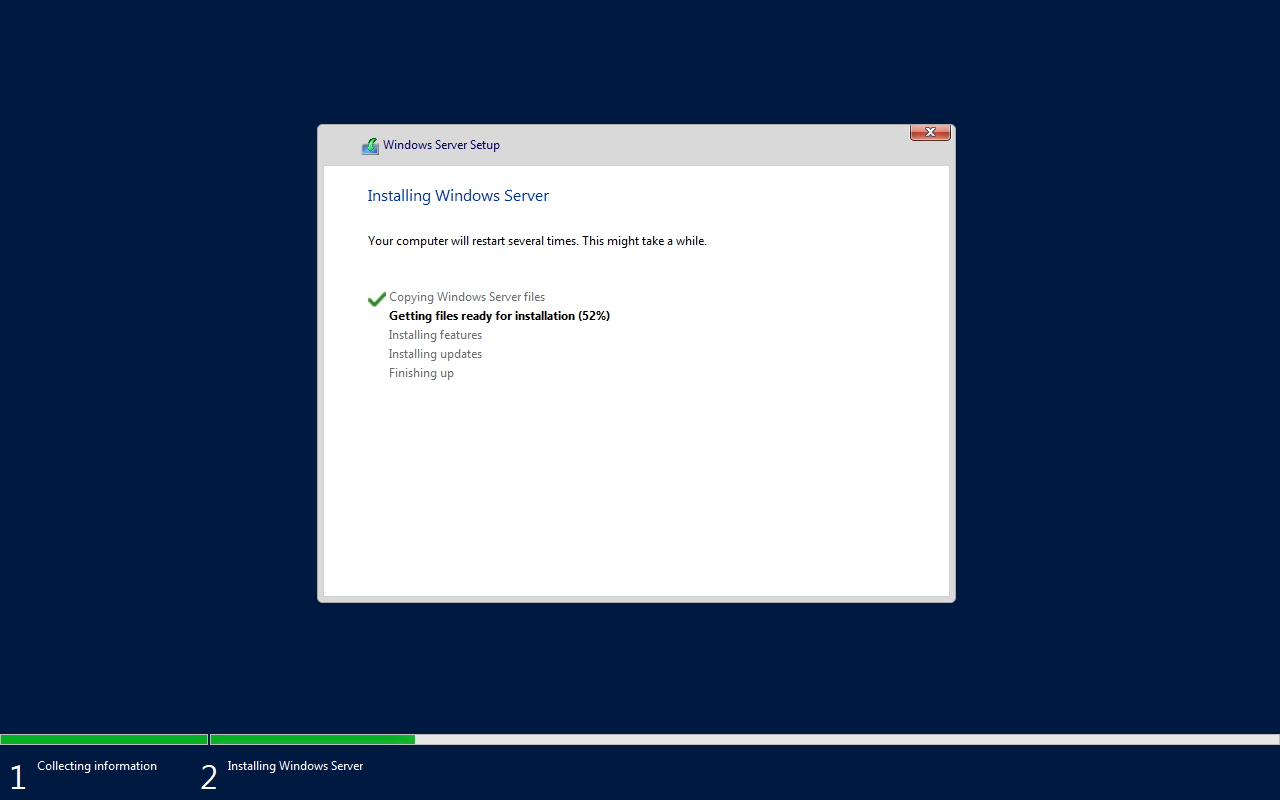 Windows Server Setup
Installing Windows Server
Your computer will restart several times. This might take a while.
Copying Windows Server files
Getting files ready for installation (52%)
Installing features
Installing updates
Finishing up
1 Collecting information
2 Installing Windows Server